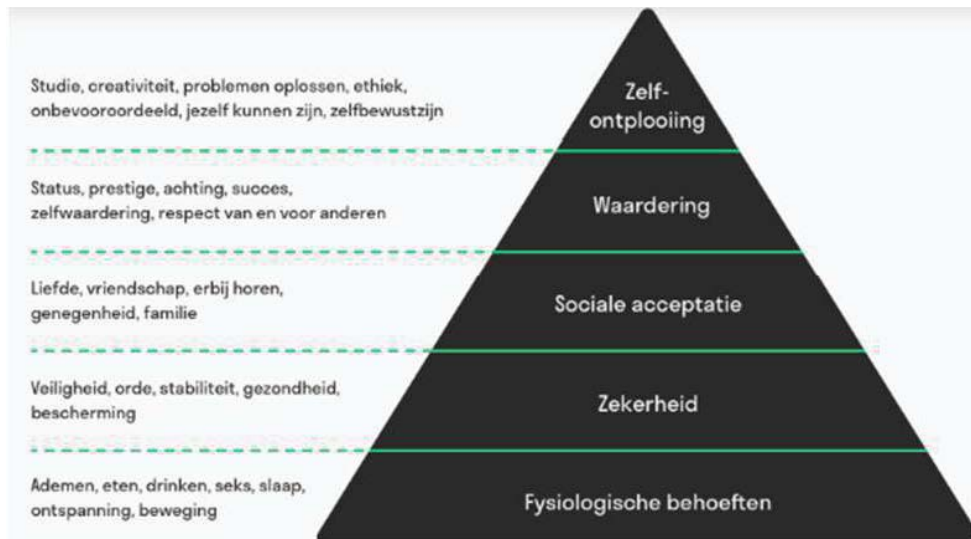 Studie, creativiteit, problemen oplossen, ethiek,
onbevooroordeeld, jezelf kunnen zijn, zelfbewustzijn
Zelf-
ontplooiing
Status, prestige, achting, succes,
zelfwaardering, respect van en voor anderen
Waardering
Liefde, vriendschap, erbij horen,
genegenheid, familie
Sociale acceptatie
Veiligheid, orde, stabiliteit, gezondheid,
bescherming
Zekerheid
Ademen, eten, drinken, seks, slaap,
ontspanning, beweging
Fysiologische behoeften